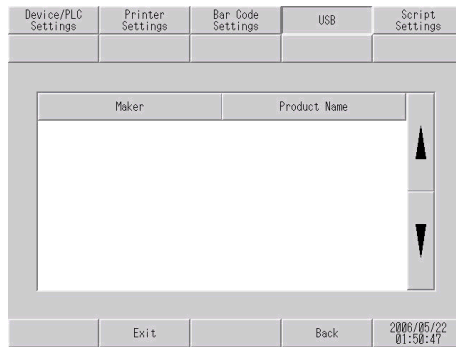 Device/PLC Settings
Printer Settings
Bar Code Settings
USB
Script Settings
Maker
Product Name
Exit
Back
2006/05/22
01:50:47